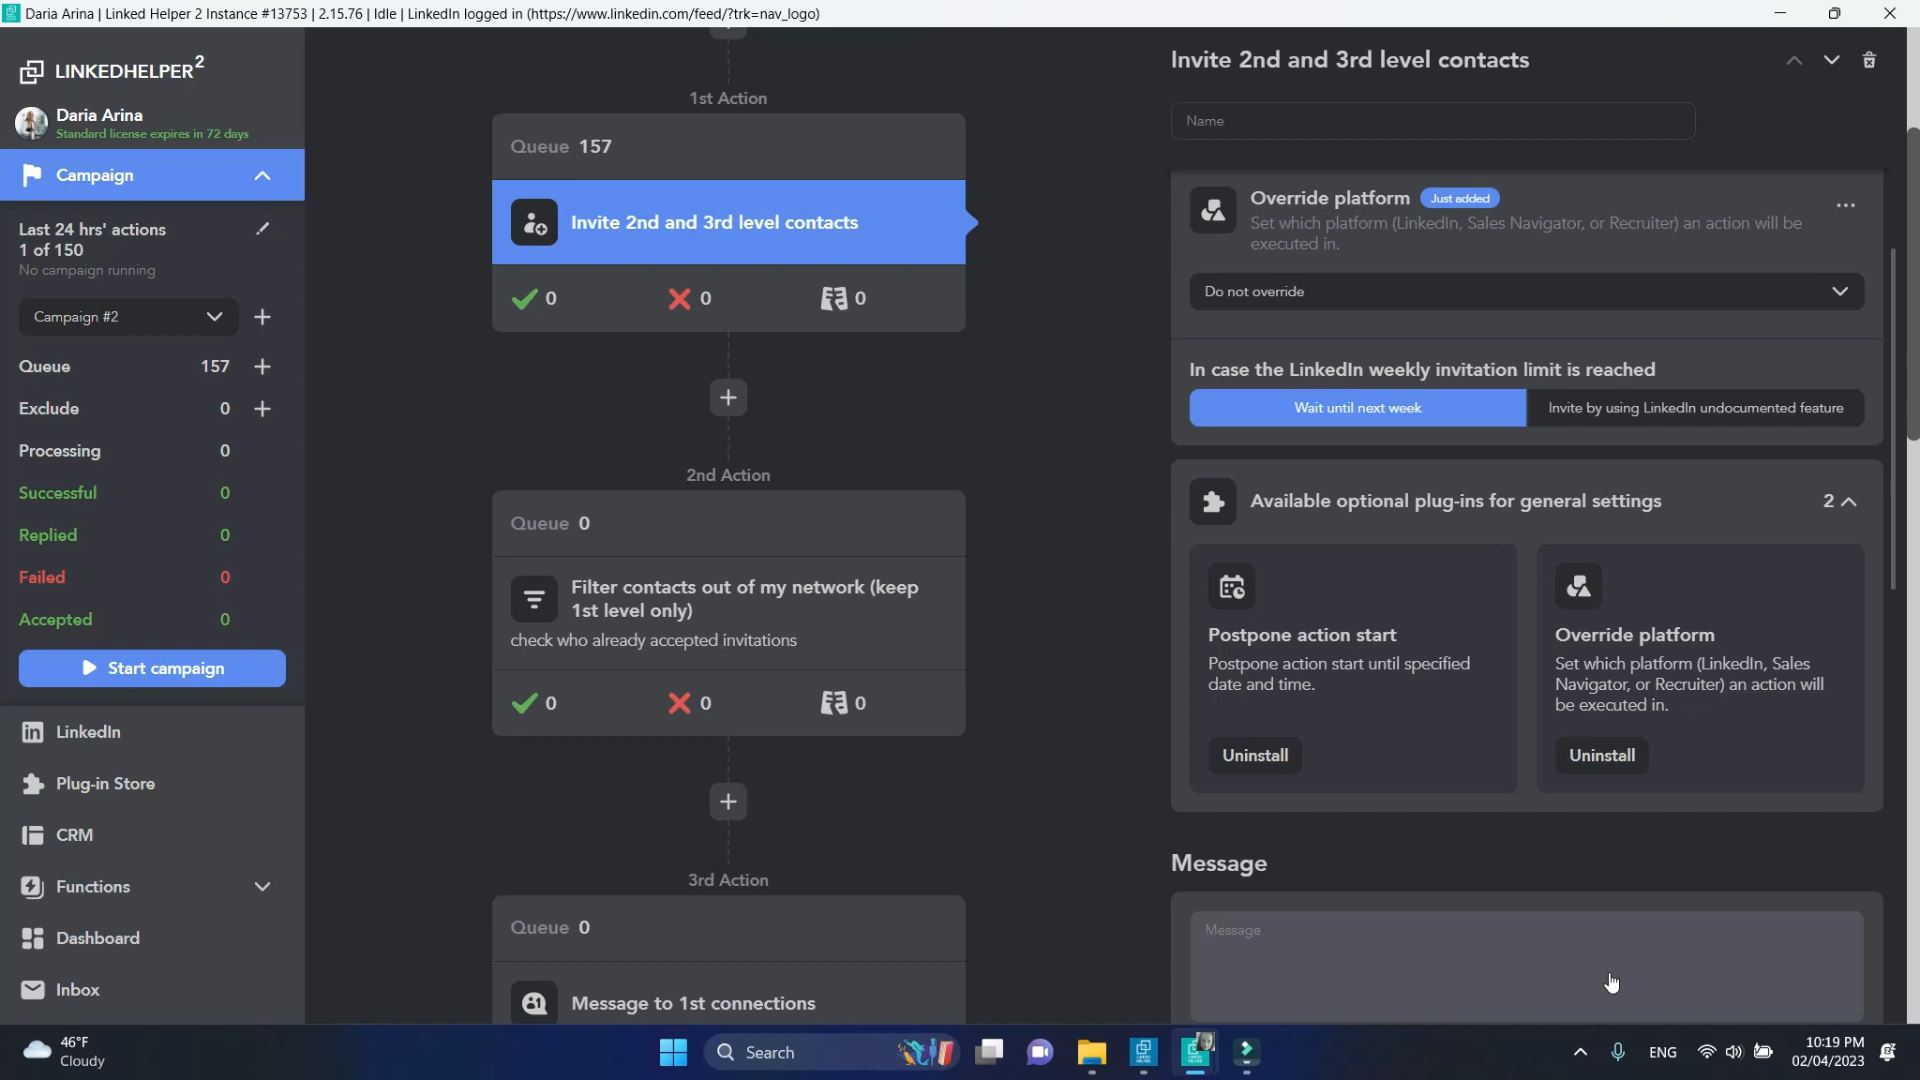 Daria Arina | Linked Helper 2 Instance #13753 | 2.15.76 | Idle | LinkedIn logged in (https://www.linkedin.com/feed/?trk=nav_logo)
LINKEDHELPER2
Daria Arina
Standard license expires in 72 days
Campaign
Last 24 hrs' actions
1 of 150
No campaign running
Campaign #2
Queue 157
Exclude 0
Processing 0
Successful 0
Replied 0
Failed 0
Accepted 0
Start campaign
LinkedIn
Plug-in Store
CRM
Functions
Dashboard
Inbox
1st Action
Queue 157
Invite 2nd and 3rd level contacts
0 0 0
2nd Action
Queue 0
Filter contacts out of my network (keep
1st level only)
check who already accepted invitations
0 0 0
3rd Action
Queue 0
Message to 1st connections
Invite 2nd and 3rd level contacts
Name
Override platform Just added
Set which platform (LinkedIn, Sales Navigator, or Recruiter) an action will be
executed in.
Do not override
In case the LinkedIn weekly invitation limit is reached
Wait until next week Invite by using LinkedIn undocumented feature
Available optional plug-ins for general settings 2
Postpone action start
Postpone action start until specified
date and time.
Uninstall
Override platform
Set which platform (LinkedIn, Sales
Navigator, or Recruiter) an action will
be executed in.
Uninstall
Message
Message
46°F
Cloudy
Search
ENG
10:19 PM
02/04/2023